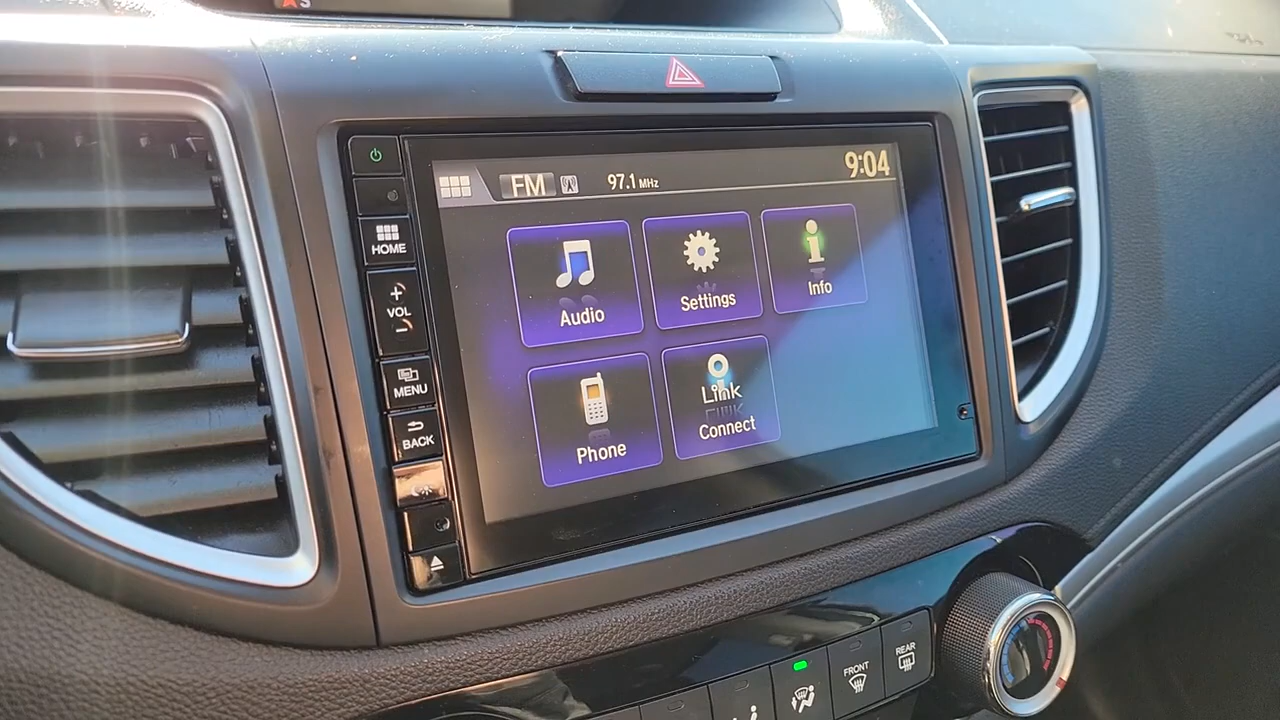 S
FM
97.1 MHz
9:04
HOME
+
VOL
−
MENU
BACK
Audio
Settings
Info
Phone
Link
Connect
FRONT
REAR